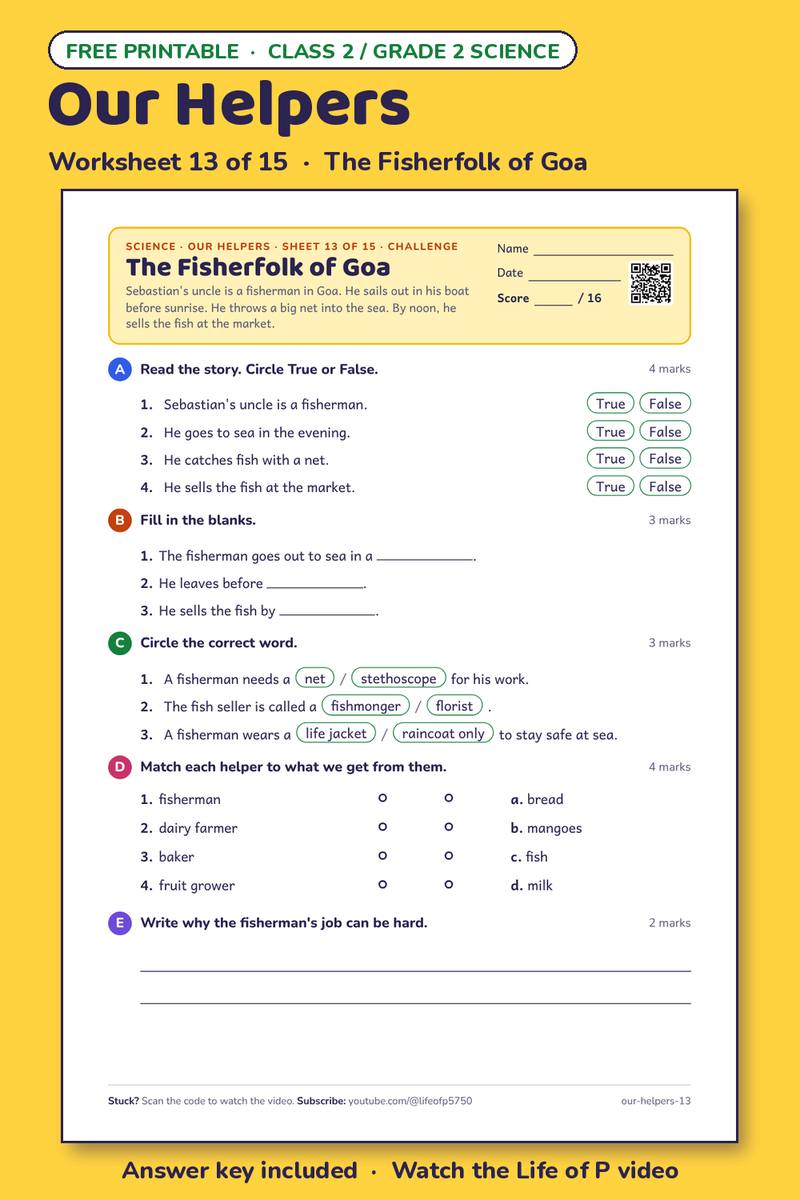 FREE PRINTABLE · CLASS 2 / GRADE 2 SCIENCE
Our Helpers
Worksheet 13 of 15 · The Fisherfolk of Goa
SCIENCE · OUR HELPERS · SHEET 13 OF 15 · CHALLENGE
The Fisherfolk of Goa
Sebastian's uncle is a fisherman in Goa. He sails out in his boat
before sunrise. He throws a big net into the sea. By noon, he
sells the fish at the market.
Name
Date
Score / 16
A Read the story. Circle True or False. 4 marks
1. Sebastian's uncle is a fisherman. True False
2. He goes to sea in the evening. True False
3. He catches fish with a net. True False
4. He sells the fish at the market. True False
B Fill in the blanks. 3 marks
1. The fisherman goes out to sea in a ____________.
2. He leaves before ____________.
3. He sells the fish by ____________.
C Circle the correct word. 3 marks
1. A fisherman needs a net / stethoscope for his work.
2. The fish seller is called a fishmonger / florist .
3. A fisherman wears a life jacket / raincoat only to stay safe at sea.
D Match each helper to what we get from them. 4 marks
1. fisherman a. bread
2. dairy farmer b. mangoes
3. baker c. fish
4. fruit grower d. milk
E Write why the fisherman's job can be hard. 2 marks
Stuck? Scan the code to watch the video. Subscribe: youtube.com/@lifeofp5750 our-helpers-13
Answer key included · Watch the Life of P video